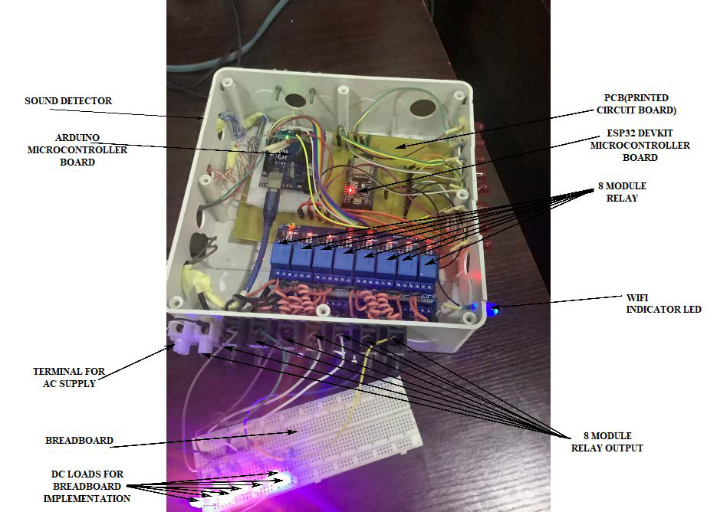 SOUND DETECTOR
ARDUINO
MICROCONTROLLER
BOARD
PCB(PRINTED
CIRCUIT BOARD)
ESP32 DEVKIT
MICROCONTROLLER
BOARD
8 MODULE
RELAY
WIFI
INDICATOR LED
TERMINAL FOR
AC SUPPLY
BREADBOARD
DC LOADS FOR
BREADBOARD
IMPLEMENTATION
8 MODULE
RELAY OUTPUT